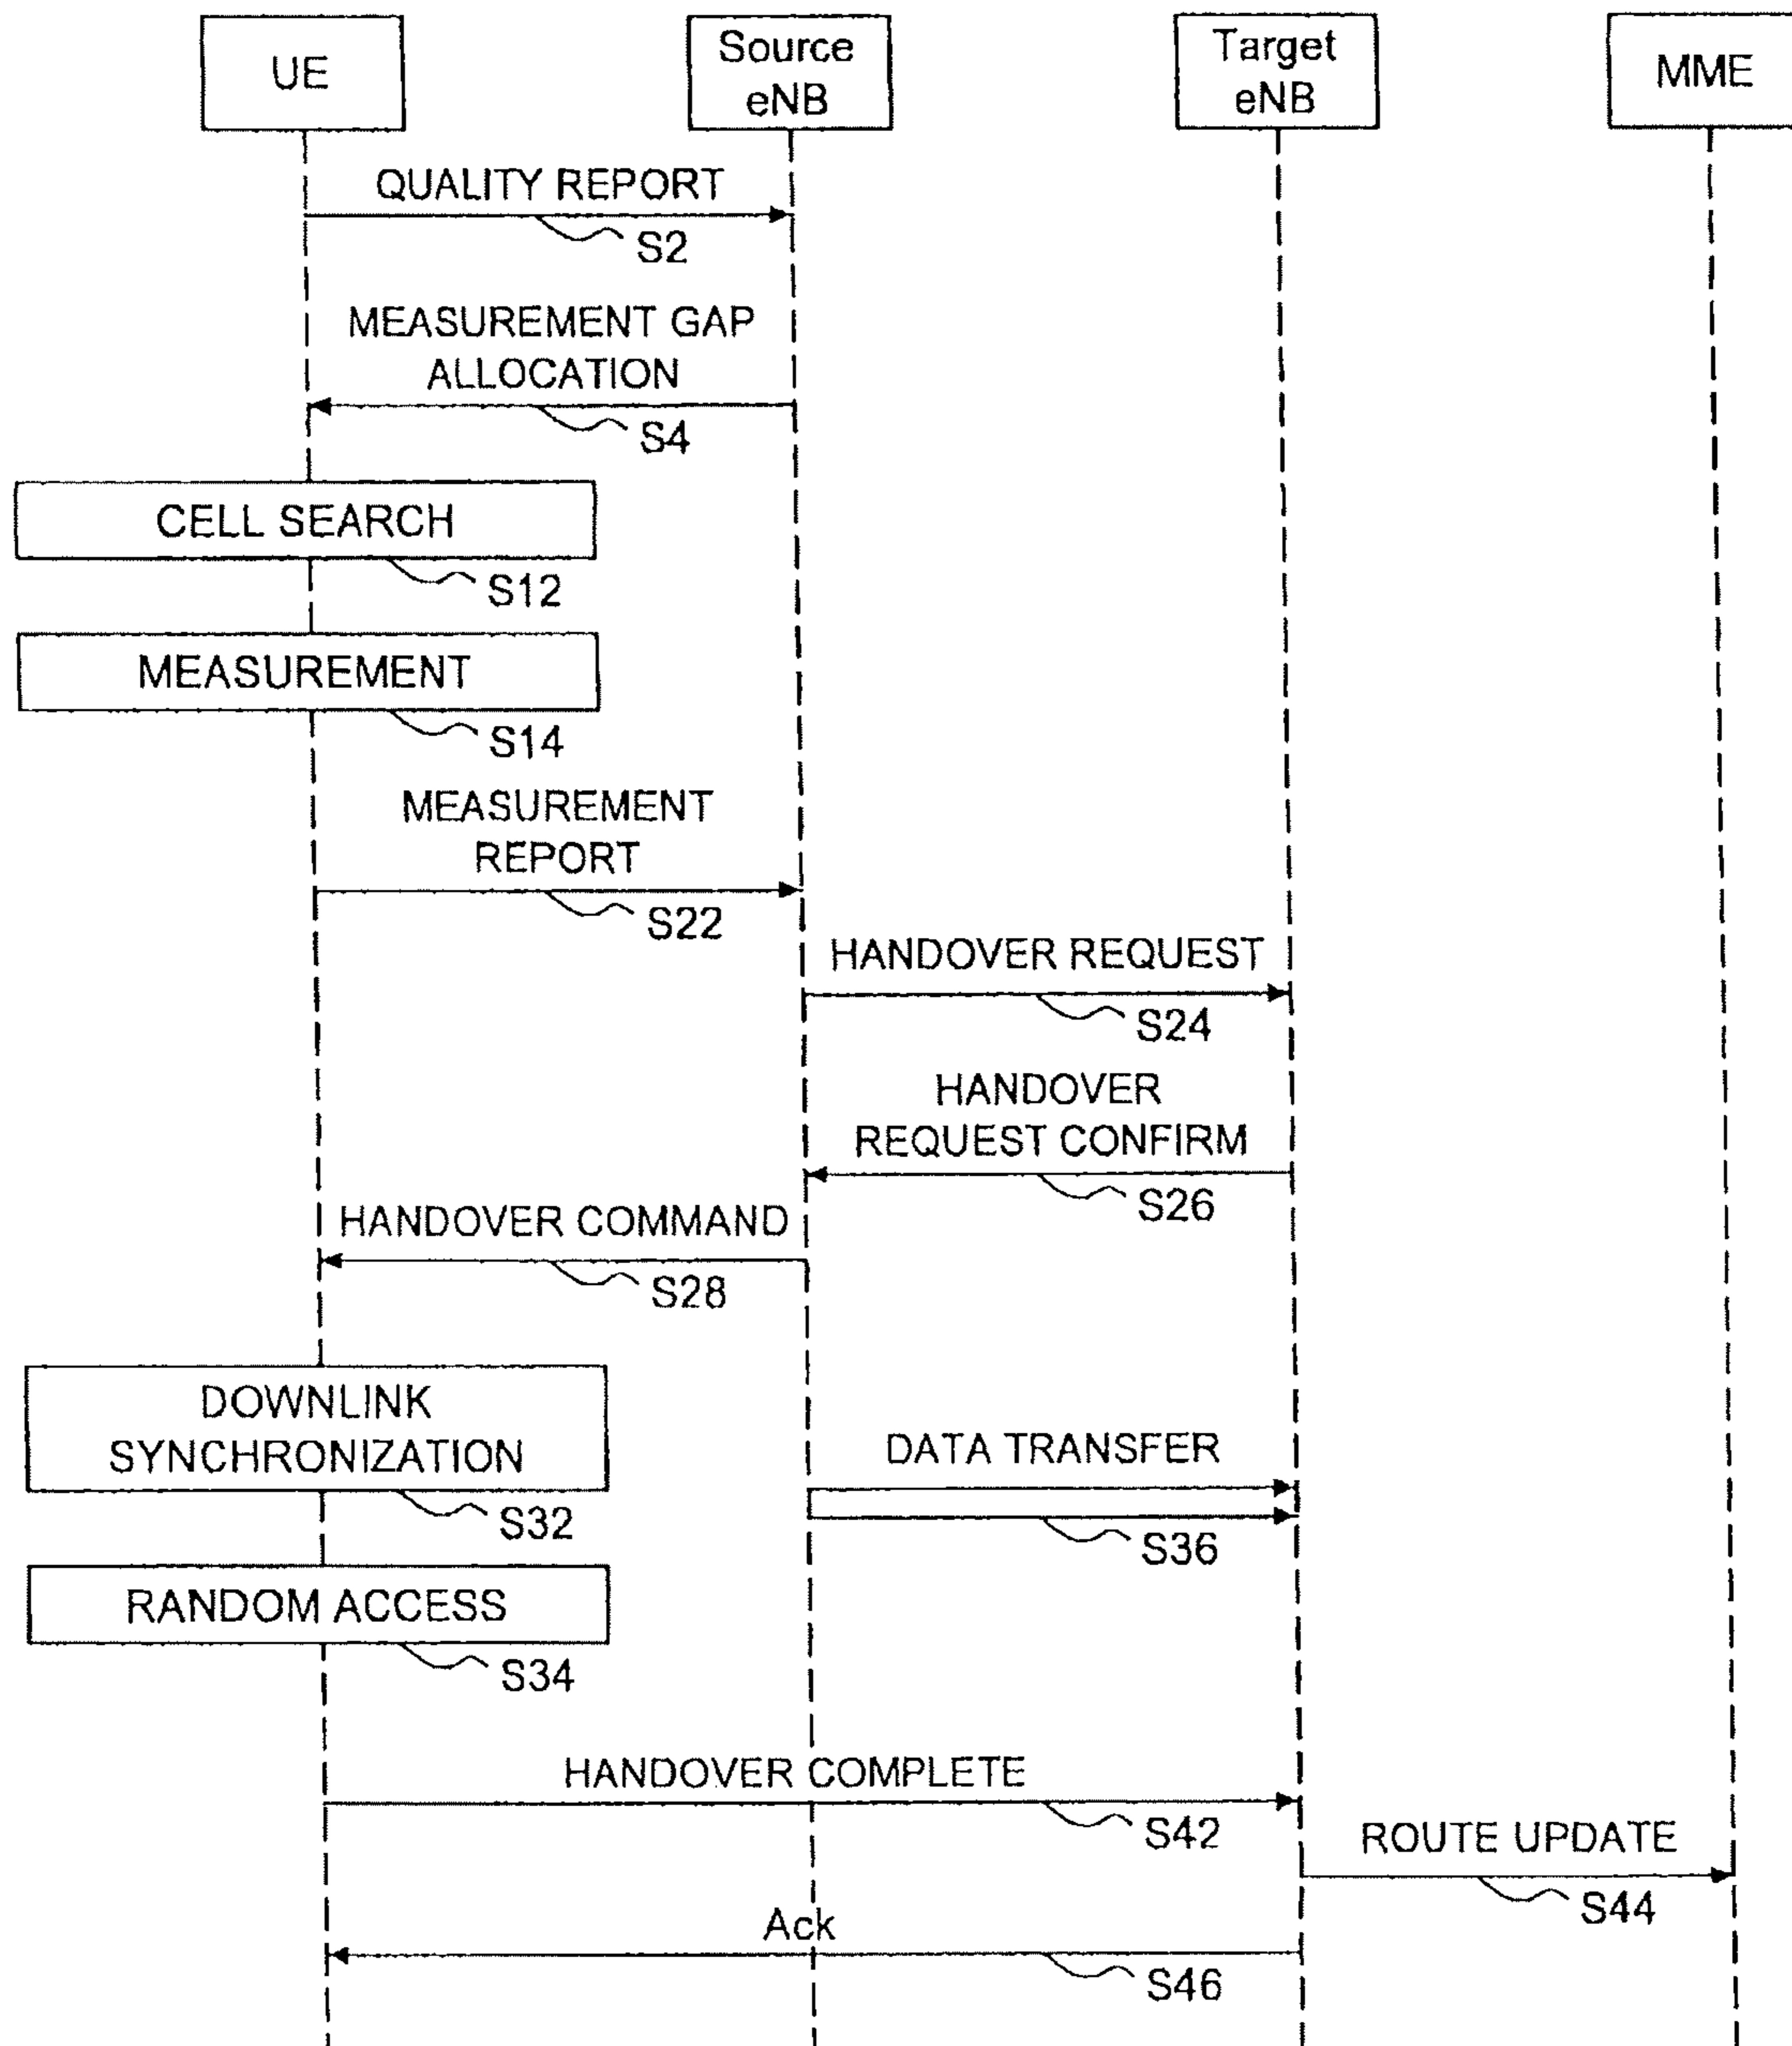 UE
Source
eNB
Target
eNB
MME
QUALITY REPORT
S2
MEASUREMENT GAP
ALLOCATION
S4
CELL SEARCH
S12
MEASUREMENT
S14
MEASUREMENT
REPORT
S22
HANDOVER REQUEST
S24
HANDOVER
REQUEST CONFIRM
S26
HANDOVER COMMAND
S28
DOWNLINK
SYNCHRONIZATION
S32
DATA TRANSFER
S36
RANDOM ACCESS
S34
HANDOVER COMPLETE
S42
ROUTE UPDATE
S44
Ack
S46